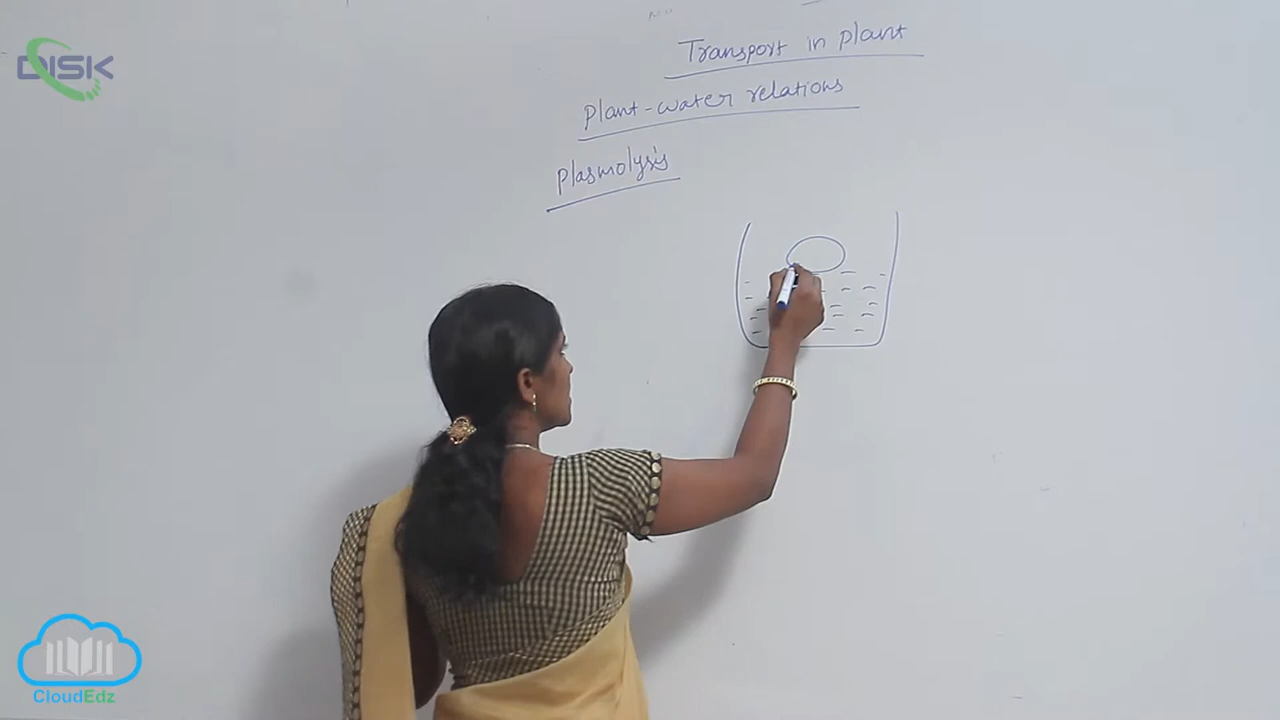 DISK
Transport in plant
Plant-water relations
Plasmolysis
CloudEdz